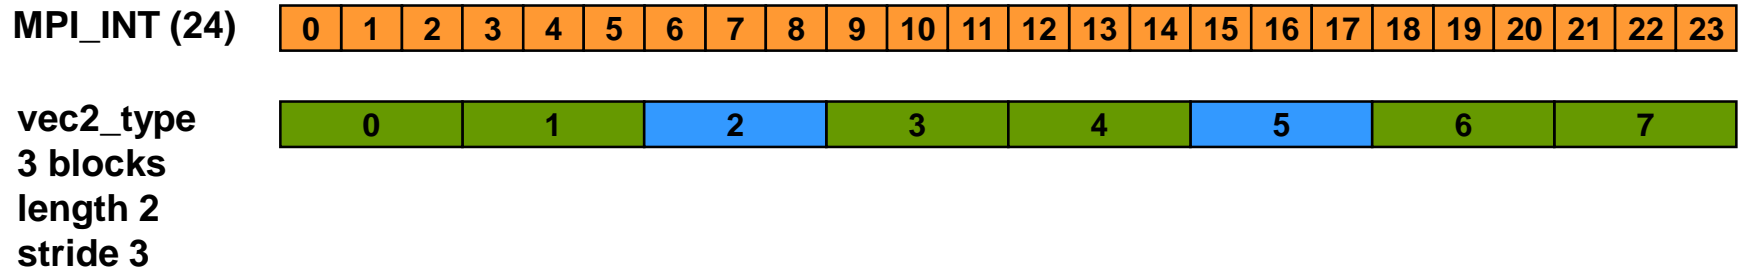 MPI_INT (24) 0 1 2 3 4 5 6 7 8 9 10 11 12 13 14 15 16 17 18 19 20 21 22 23
vec2_type 0 1 2 3 4 5 6 7
3 blocks
length 2
stride 3